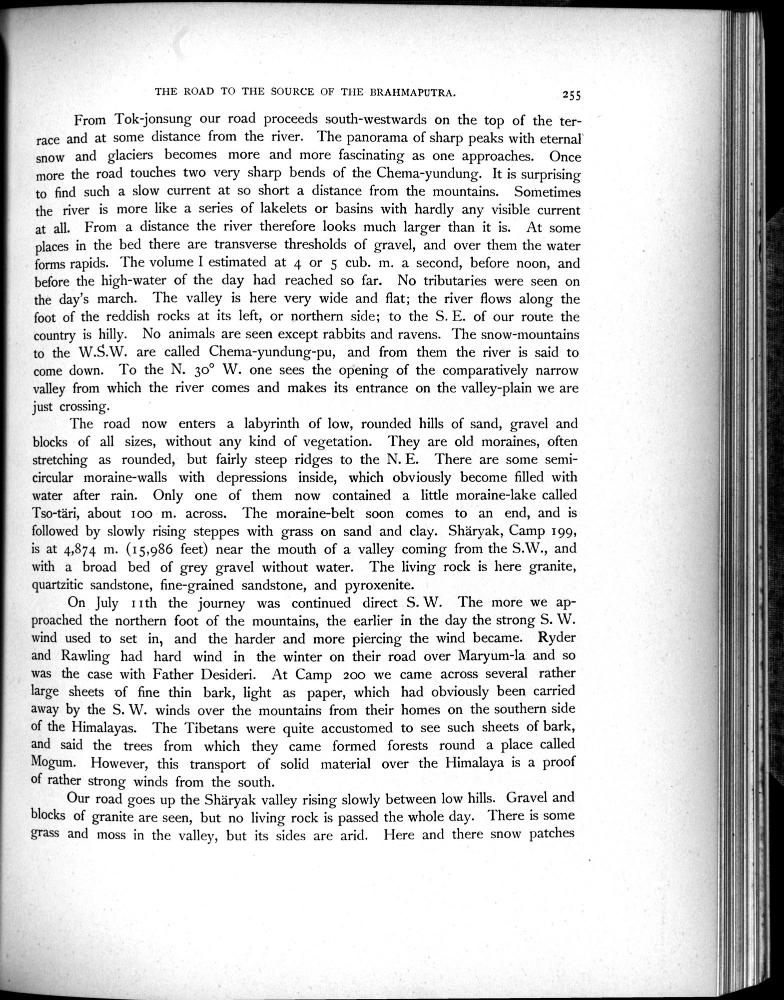 THE ROAD TO THE SOURCE OF THE BRAHMAPUTRA. 255
From Tok-jonsung our road proceeds south-westwards on the top of the ter-
race and at some distance from the river. The panorama of sharp peaks with eternal
snow and glaciers becomes more and more fascinating as one approaches. Once
more the road touches two very sharp bends of the Chema-yundung. It is surprising
to find such a slow current at so short a distance from the mountains. Sometimes
the river is more like a series of lakelets or basins with hardly any visible current
at all. From a distance the river therefore looks much larger than it is. At some
places in the bed there are transverse thresholds of gravel, and over them the water
forms rapids. The volume I estimated at 4 or 5 cub. m. a second, before noon, and
before the high-water of the day had reached so far. No tributaries were seen on
the day's march. The valley is here very wide and flat; the river flows along the
foot of the reddish rocks at its left, or northern side; to the S. E. of our route the
country is hilly. No animals are seen except rabbits and ravens. The snow-mountains
to the W.S.W. are called Chema-yundung-pu, and from them the river is said to
come down. To the N. 30° W. one sees the opening of the comparatively narrow
valley from which the river comes and makes its entrance on the valley-plain we are
just crossing.
The road now enters a labyrinth of low, rounded hills of sand, gravel and
blocks of all sizes, without any kind of vegetation. They are old moraines, often
stretching as rounded, but fairly steep ridges to the N. E. There are some semi-
circular moraine-walls with depressions inside, which obviously become filled with
water after rain. Only one of them now contained a little moraine-lake called
Tso-täri, about 100 m. across. The moraine-belt soon comes to an end, and is
followed by slowly rising steppes with grass on sand and clay. Shäryak, Camp 199,
is at 4,874 m. (15,986 feet) near the mouth of a valley coming from the S.W., and
with a broad bed of grey gravel without water. The living rock is here granite,
quartzitic sandstone, fine-grained sandstone, and pyroxenite.
On July 11th the journey was continued direct S. W. The more we ap-
proached the northern foot of the mountains, the earlier in the day the strong S. W.
wind used to set in, and the harder and more piercing the wind became. Ryder
and Rawling had hard wind in the winter on their road over Maryum-la and so
was the case with Father Desideri. At Camp 200 we came across several rather
large sheets of fine thin bark, light as paper, which had obviously been carried
away by the S. W. winds over the mountains from their homes on the southern side
of the Himalayas. The Tibetans were quite accustomed to see such sheets of bark,
and said the trees from which they came formed forests round a place called
Mogum. However, this transport of solid material over the Himalaya is a proof
of rather strong winds from the south.
Our road goes up the Shäryak valley rising slowly between low hills. Gravel and
blocks of granite are seen, but no living rock is passed the whole day. There is some
grass and moss in the valley, but its sides are arid. Here and there snow patches